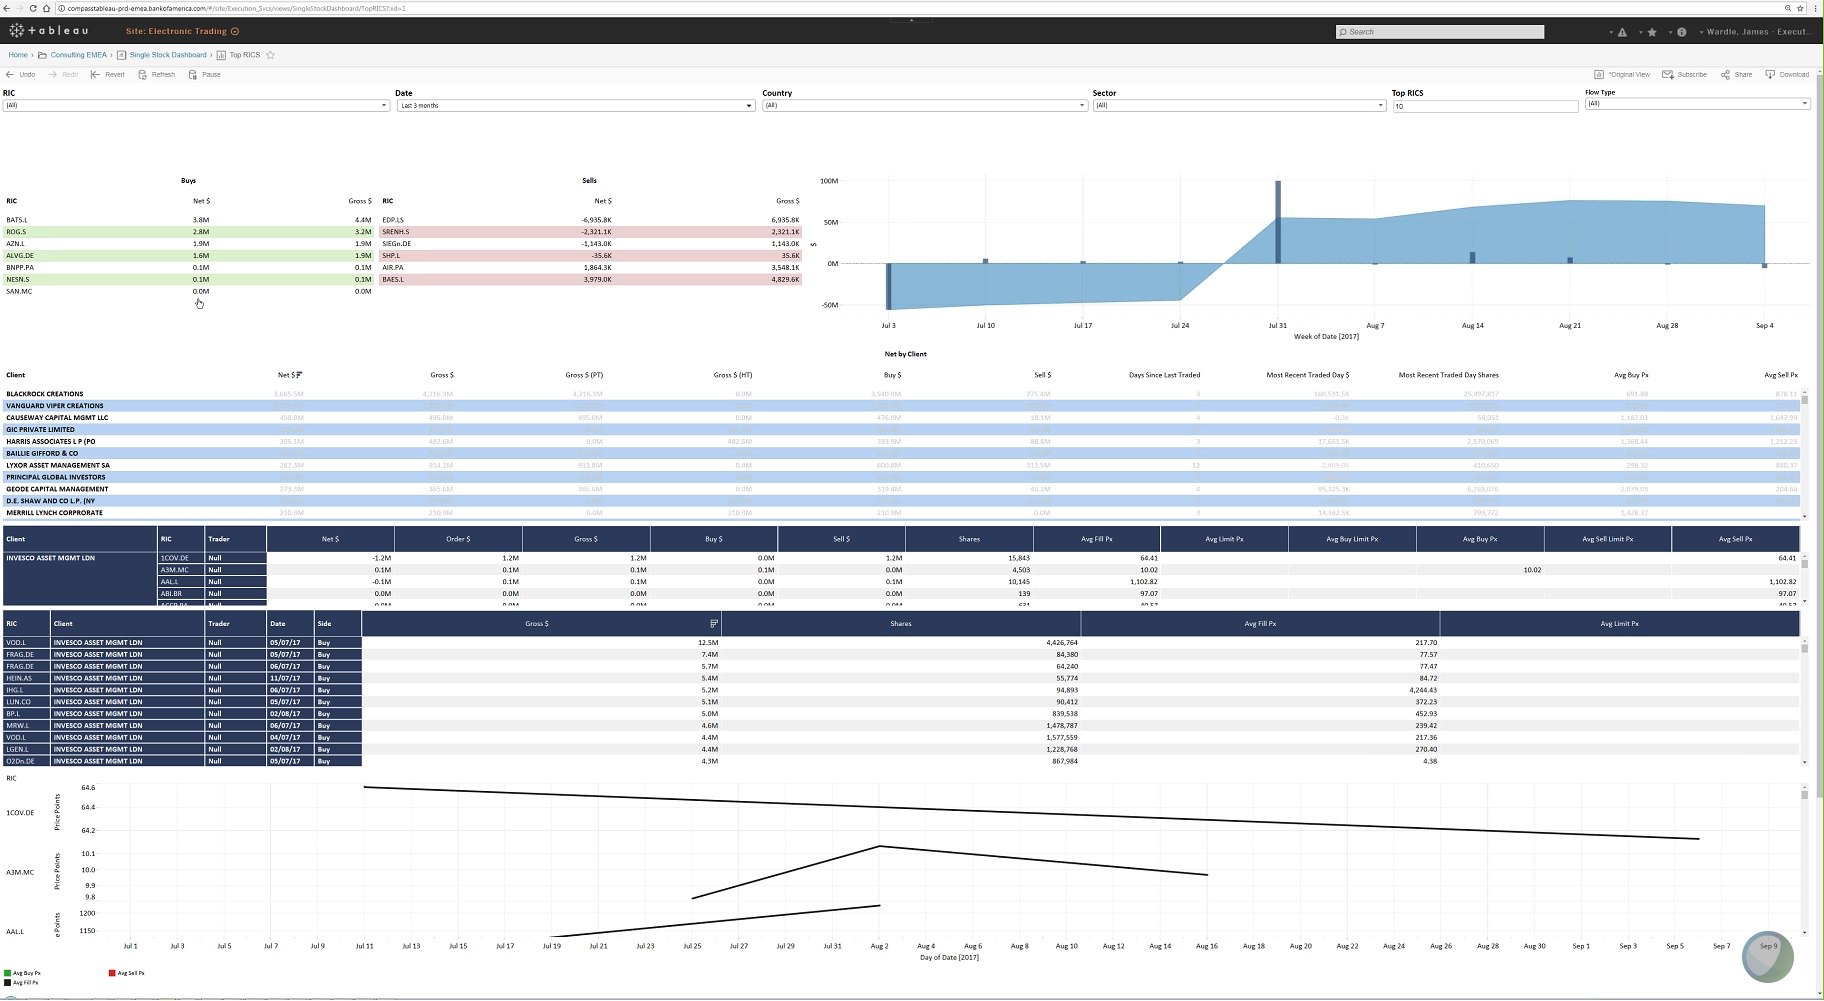 compasstableau-prd-emea.bankofamerica.com/#/site/Execution_Svcs/views/SingleStockDashboard/TopRICS?:iid=1
+ableau Site: Electronic Trading Search Wardle, James - Execut...
Home › Consulting EMEA › Single Stock Dashboard › Top RICS
Undo Redo Revert Refresh Pause *Original View Subscribe Share Download
RIC Date Country Sector Top RICS Flow Type
(All) Last 3 months (All) (All) 10 (All)
Buys
RIC Net $ Gross $
BATS.L 3.8M 4.4M
ROG.S 2.8M 3.2M
AZN.L 1.9M 1.9M
ALVG.DE 1.6M 1.9M
BNPP.PA 0.1M 0.1M
NESN.S 0.1M 0.1M
SAN.MC 0.0M 0.0M
Sells
RIC Net $ Gross $
EDP.LS -6,935.8K 6,935.8K
SRENH.S -2,321.1K 2,321.1K
SIEGn.DE -1,143.0K 1,143.0K
SHP.L -35.6K 35.6K
AIR.PA 1,864.3K 3,548.1K
BAES.L 3,979.0K 4,829.6K
100M
50M
$
0M
-50M
Jul 3 Jul 10 Jul 17 Jul 24 Jul 31 Aug 7 Aug 14 Aug 21 Aug 28 Sep 4
Week of Date [2017]
Net by Client
Client Net $ Gross $ Gross $ (PT) Gross $ (HT) Buy $ Sell $ Days Since Last Traded Most Recent Traded Day $ Most Recent Traded Day Shares Avg Buy Px Avg Sell Px
BLACKROCK CREATIONS 3,665.5M 4,216.3M 4,216.3M 0.0M 3,940.9M 275.4M 3 160,591.5K 25,497,817 691.88 878.11
VANGUARD VIPER CREATIONS
CAUSEWAY CAPITAL MGMT LLC 458.8M 495.0M 495.0M 0.0M 476.9M 18.1M 4 -0.3K 58,051 1,182.03 1,647.99
GIC PRIVATE LIMITED
HARRIS ASSOCIATES L P (PO 305.1M 482.6M 0.0M 482.6M 393.9M 88.8M 3 17,651.5K 2,570,069 1,568.44 1,212.23
BAILLIE GIFFORD & CO
LYXOR ASSET MANAGEMENT SA 287.3M 914.2M 913.8M 0.4M 600.8M 313.5M 12 -2,459.0K 410,650 298.32 880.37
PRINCIPAL GLOBAL INVESTORS
GEODE CAPITAL MANAGEMENT 273.3M 365.6M 365.6M 0.0M 319.4M 46.2M 4 95,325.3K 6,269,026 2,079.03 204.66
D.E. SHAW AND CO L.P. (NY
MERRILL LYNCH CORPRORATE 210.9M 210.9M 0.0M 210.9M 210.9M 0.0M 3 14,362.5K 799,772 1,428.37
Client RIC Trader Net $ Order $ Gross $ Buy $ Sell $ Shares Avg Fill Px Avg Limit Px Avg Buy Limit Px Avg Buy Px Avg Sell Limit Px Avg Sell Px
INVESCO ASSET MGMT LDN 1COV.DE Null -1.2M 1.2M 1.2M 0.0M 1.2M 15,843 64.41 64.41
A3M.MC Null 0.1M 0.1M 0.1M 0.1M 0.0M 4,503 10.02 10.02
AAL.L Null -0.1M 0.1M 0.1M 0.0M 0.1M 10,145 1,102.82 1,102.82
ABI.BR Null 0.0M 0.0M 0.0M 0.0M 0.0M 139 97.07 97.07
RIC Client Trader Date Side Gross $ Shares Avg Fill Px Avg Limit Px
VOD.L INVESCO ASSET MGMT LDN Null 05/07/17 Buy 12.5M 4,426,764 217.70
FRAG.DE INVESCO ASSET MGMT LDN Null 05/07/17 Buy 7.4M 84,380 77.57
FRAG.DE INVESCO ASSET MGMT LDN Null 06/07/17 Buy 5.7M 64,240 77.47
HEIN.AS INVESCO ASSET MGMT LDN Null 11/07/17 Buy 5.4M 55,774 84.72
IHG.L INVESCO ASSET MGMT LDN Null 06/07/17 Buy 5.2M 94,893 4,244.43
LUN.CO INVESCO ASSET MGMT LDN Null 05/07/17 Buy 5.1M 90,412 372.23
BP.L INVESCO ASSET MGMT LDN Null 02/08/17 Buy 5.0M 839,538 452.93
MRW.L INVESCO ASSET MGMT LDN Null 06/07/17 Buy 4.6M 1,478,787 239.42
VOD.L INVESCO ASSET MGMT LDN Null 04/07/17 Buy 4.4M 1,577,559 217.36
LGEN.L INVESCO ASSET MGMT LDN Null 02/08/17 Buy 4.4M 1,228,768 270.40
O2Dn.DE INVESCO ASSET MGMT LDN Null 05/07/17 Buy 4.3M 867,984 4.38
RIC
1COV.DE Price Points 64.6 64.4 64.2
A3M.MC Price Points 10.1 10.0 9.9 9.8
AAL.L e Points 1200 1150
Jul 1 Jul 3 Jul 5 Jul 7 Jul 9 Jul 11 Jul 13 Jul 15 Jul 17 Jul 19 Jul 21 Jul 23 Jul 25 Jul 27 Jul 29 Jul 31 Aug 2 Aug 4 Aug 6 Aug 8 Aug 10 Aug 12 Aug 14 Aug 16 Aug 18 Aug 20 Aug 22 Aug 24 Aug 26 Aug 28 Aug 30 Sep 1 Sep 3 Sep 5 Sep 7 Sep 9
Day of Date [2017]
Avg Buy Px Avg Sell Px
Avg Fill Px